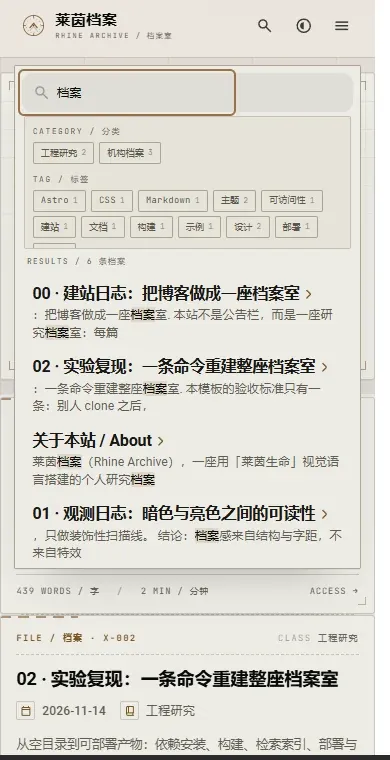 莱茵档案
RHINE ARCHIVE / 档案室
档案
CATEGORY / 分类
工程研究 2 机构档案 3
TAG / 标签
Astro 1 CSS 1 Markdown 1 主题 2 可访问性 1
建站 1 文档 1 构建 1 示例 1 设计 2 部署 1
RESULTS / 6 条档案
00 · 建站日志：把博客做成一座档案室
：把博客做成一座档案室. 本站不是公告栏，而是一座研
究档案室：每篇
02 · 实验复现：一条命令重建整座档案室
：一条命令重建整座档案室. 本模板的验收标准只有一
条：别人 clone 之后，
关于本站 / About
莱茵档案（Rhine Archive），一座用「莱茵生命」视觉语
言搭建的个人研究档案
01 · 观测日志：暗色与亮色之间的可读性
，只做装饰性扫描线。 结论：档案感来自结构与字距，不
来自特效
439 WORDS / 字 / 2 MIN / 分钟 ACCESS →
FILE / 档案 · X-002 CLASS 工程研究
02 · 实验复现：一条命令重建整座档案室
2026-11-14 工程研究
从空目录到可部署产物：依赖安装、构建、检索索引、部署与